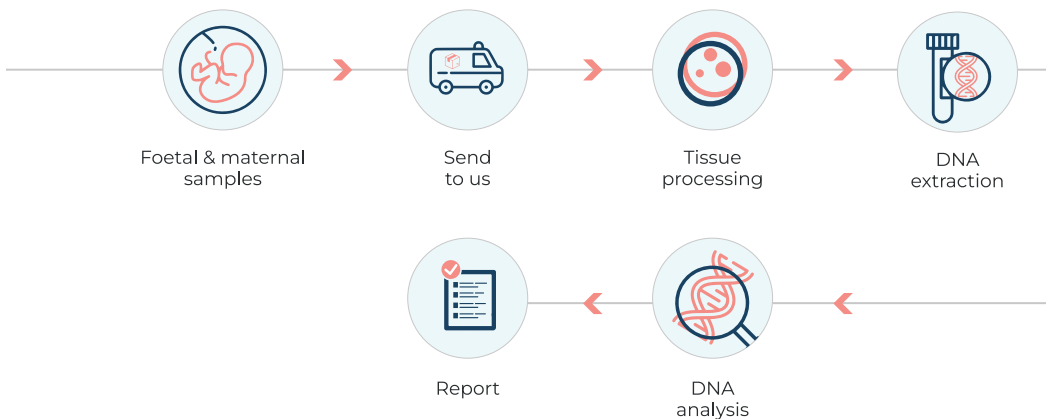 Foetal & maternal
samples
Send
to us
Tissue
processing
DNA
extraction
Report
DNA
analysis